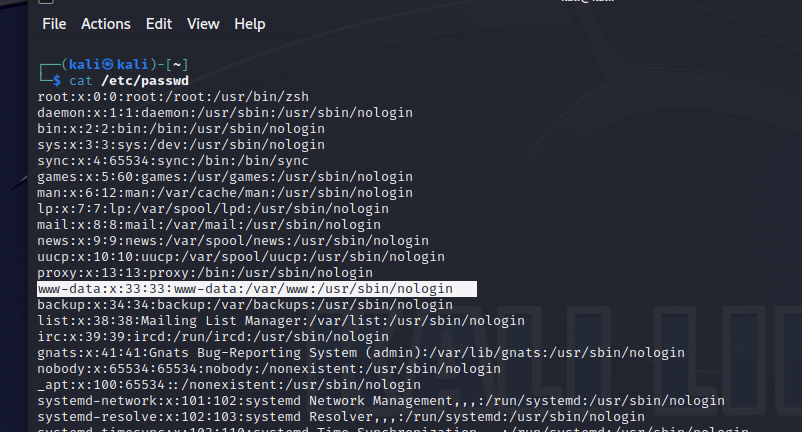 File Actions Edit View Help
┌──(kali㉿kali)-[~]
└─$ cat /etc/passwd
root:x:0:0:root:/root:/usr/bin/zsh
daemon:x:1:1:daemon:/usr/sbin:/usr/sbin/nologin
bin:x:2:2:bin:/bin:/usr/sbin/nologin
sys:x:3:3:sys:/dev:/usr/sbin/nologin
sync:x:4:65534:sync:/bin:/bin/sync
games:x:5:60:games:/usr/games:/usr/sbin/nologin
man:x:6:12:man:/var/cache/man:/usr/sbin/nologin
lp:x:7:7:lp:/var/spool/lpd:/usr/sbin/nologin
mail:x:8:8:mail:/var/mail:/usr/sbin/nologin
news:x:9:9:news:/var/spool/news:/usr/sbin/nologin
uucp:x:10:10:uucp:/var/spool/uucp:/usr/sbin/nologin
proxy:x:13:13:proxy:/bin:/usr/sbin/nologin
www-data:x:33:33:www-data:/var/www:/usr/sbin/nologin
backup:x:34:34:backup:/var/backups:/usr/sbin/nologin
list:x:38:38:Mailing List Manager:/var/list:/usr/sbin/nologin
irc:x:39:39:ircd:/run/ircd:/usr/sbin/nologin
gnats:x:41:41:Gnats Bug-Reporting System (admin):/var/lib/gnats:/usr/sbin/nologin
nobody:x:65534:65534:nobody:/nonexistent:/usr/sbin/nologin
_apt:x:100:65534::/nonexistent:/usr/sbin/nologin
systemd-network:x:101:102:systemd Network Management,,,:/run/systemd:/usr/sbin/nologin
systemd-resolve:x:102:103:systemd Resolver,,,:/run/systemd:/usr/sbin/nologin